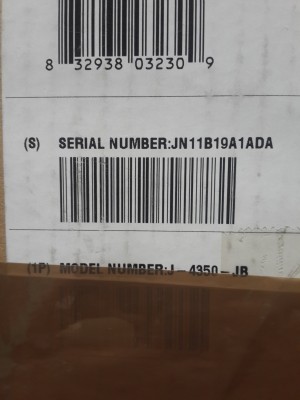 8 32938 03230 9
(S) SERIAL NUMBER:JN11B19A1ADA
(1P) MODEL NUMBER:J-4350-JB